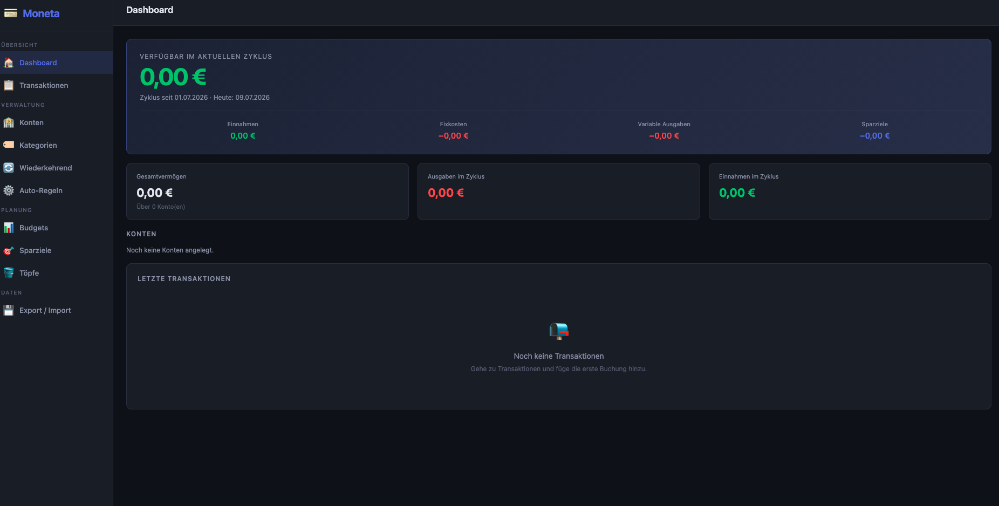 Moneta
Dashboard
ÜBERSICHT
Dashboard
Transaktionen
VERWALTUNG
Konten
Kategorien
Wiederkehrend
Auto-Regeln
PLANUNG
Budgets
Sparziele
Töpfe
DATEN
Export / Import
VERFÜGBAR IM AKTUELLEN ZYKLUS
0,00 €
Zyklus seit 01.07.2026 · Heute: 09.07.2026
Einnahmen
0,00 €
Fixkosten
−0,00 €
Variable Ausgaben
−0,00 €
Sparziele
−0,00 €
Gesamtvermögen
0,00 €
Über 0 Konto(en)
Ausgaben im Zyklus
0,00 €
Einnahmen im Zyklus
0,00 €
KONTEN
Noch keine Konten angelegt.
LETZTE TRANSAKTIONEN
Noch keine Transaktionen
Gehe zu Transaktionen und füge die erste Buchung hinzu.